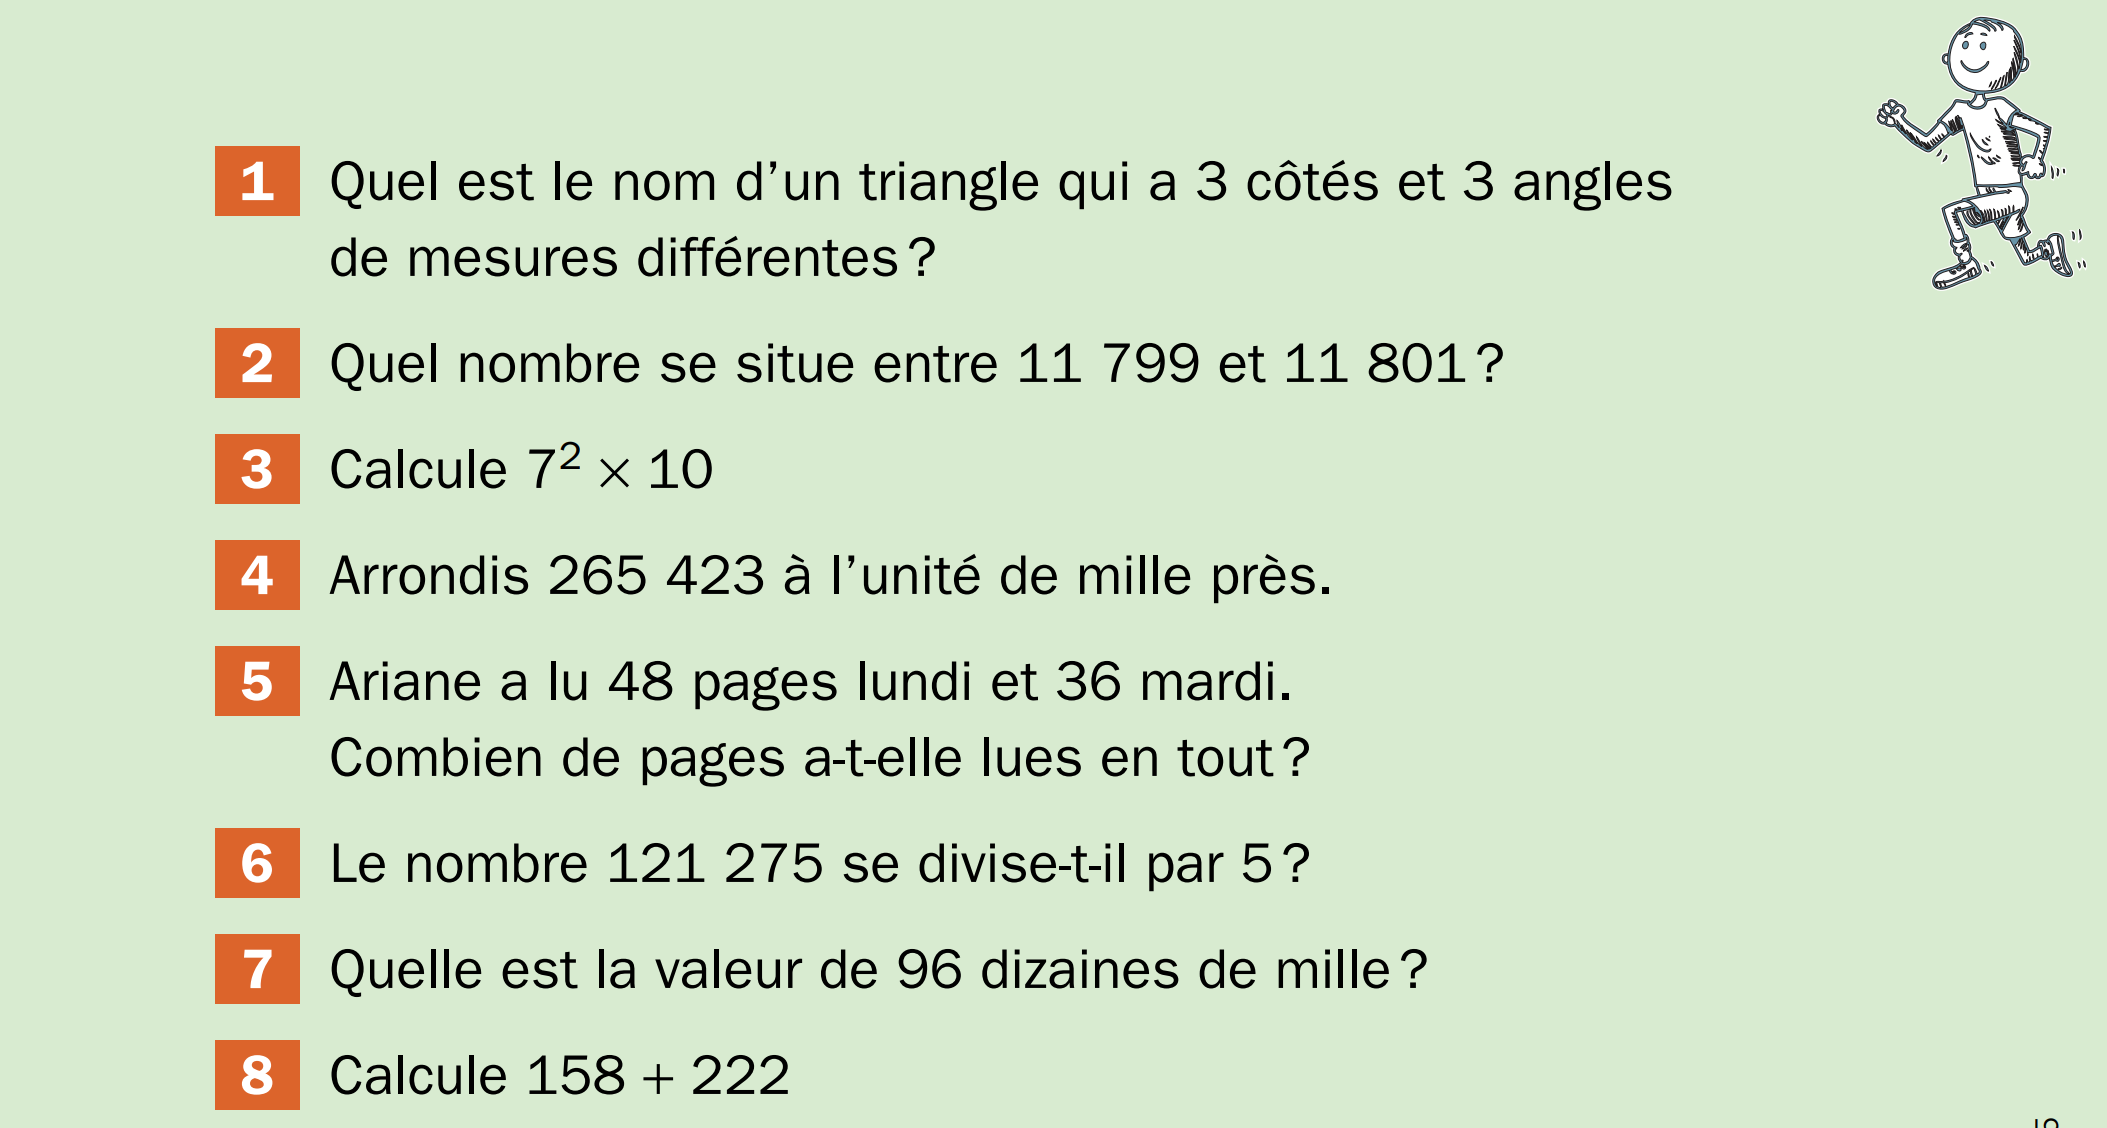 1 Quel est le nom d’un triangle qui a 3 côtés et 3 angles
de mesures différentes ?
2 Quel nombre se situe entre 11 799 et 11 801 ?
3 Calcule 7² × 10
4 Arrondis 265 423 à l’unité de mille près.
5 Ariane a lu 48 pages lundi et 36 mardi.
Combien de pages a-t-elle lues en tout ?
6 Le nombre 121 275 se divise-t-il par 5 ?
7 Quelle est la valeur de 96 dizaines de mille ?
8 Calcule 158 + 222